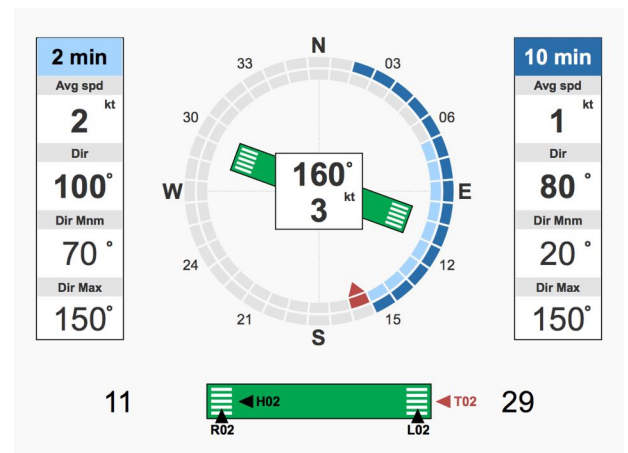 2 min
Avg spd
2 kt
Dir
100°
Dir Mnm
70 °
Dir Max
150°
N
33
03
30
06
W
E
24
12
21
15
S
160°
3 kt
10 min
Avg spd
1 kt
Dir
80 °
Dir Mnm
20 °
Dir Max
150°
11
H02
T02
29
R02
L02